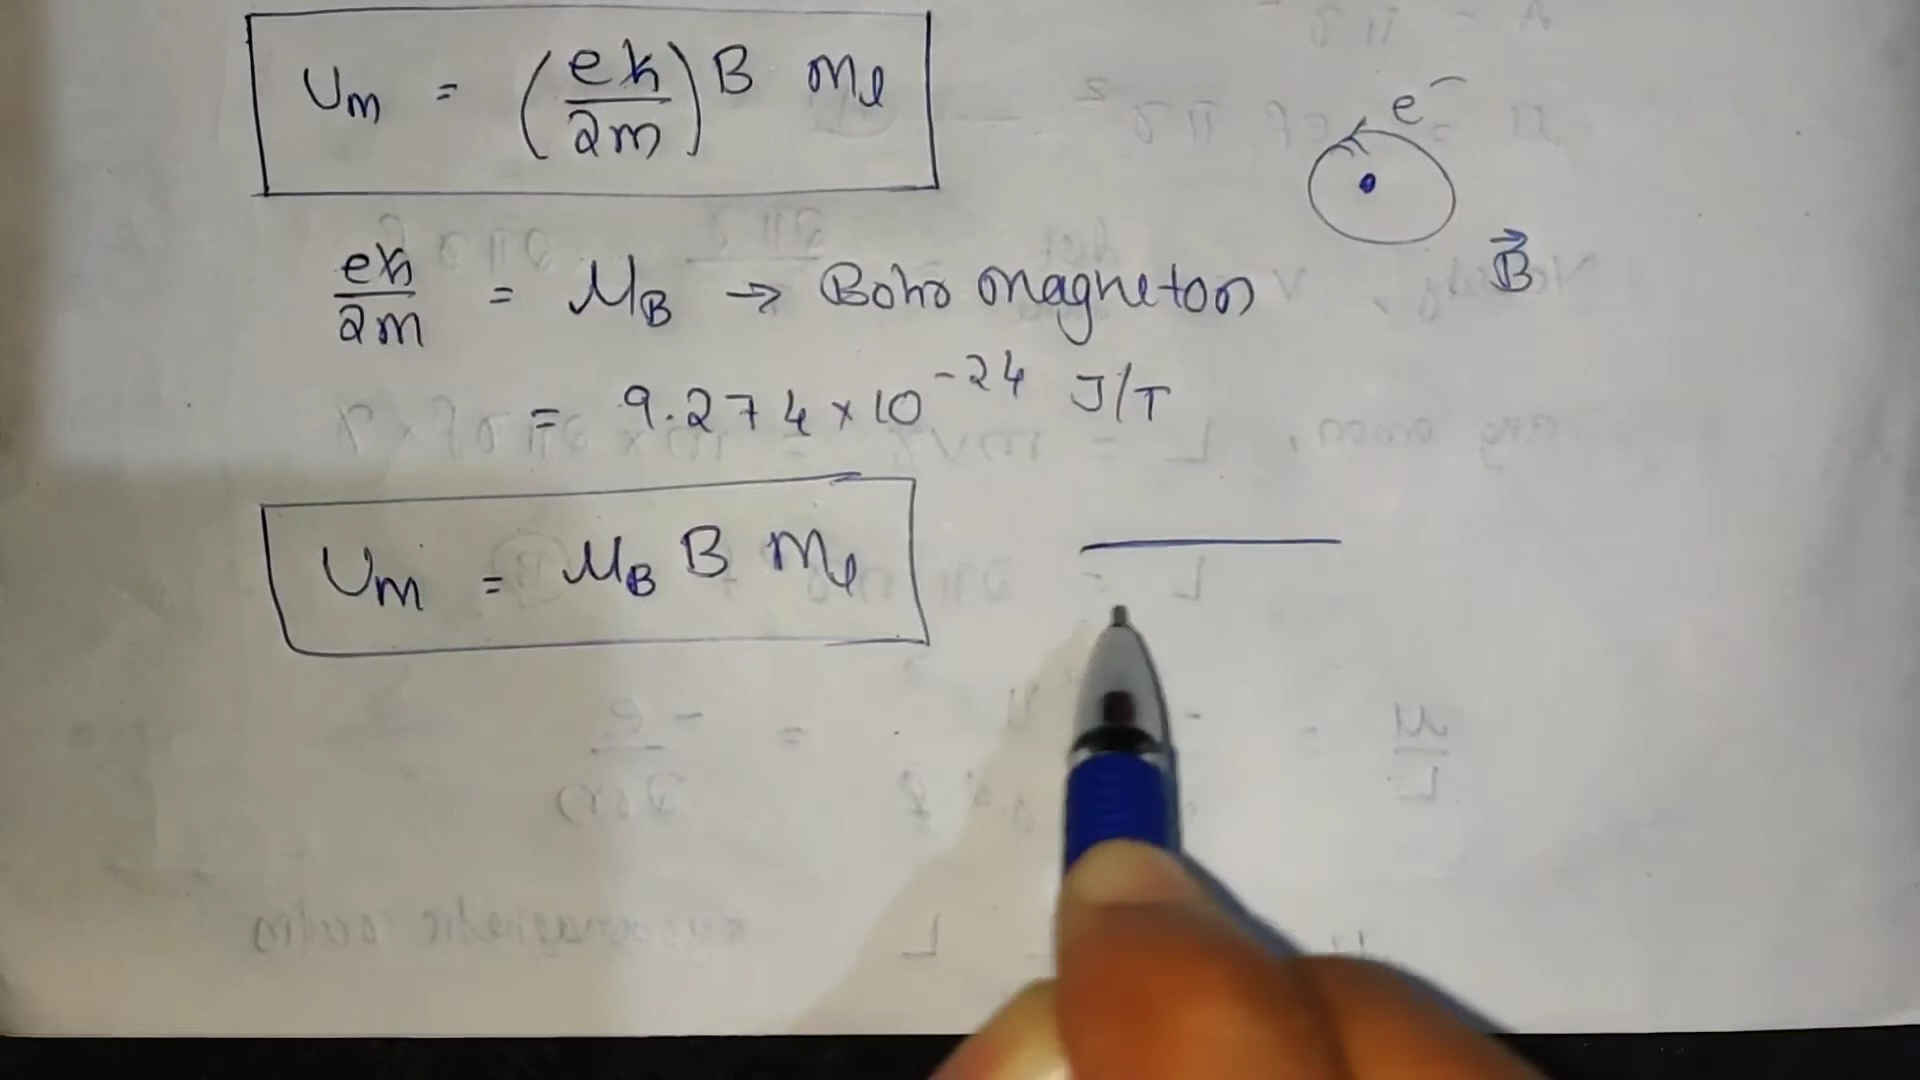 Um = (eħ/2m) B mℓ
e⁻
eħ/2m = μB → Bohr magneton
B⃗
= 9.274 × 10⁻²⁴ J/T
Um = μB B mℓ